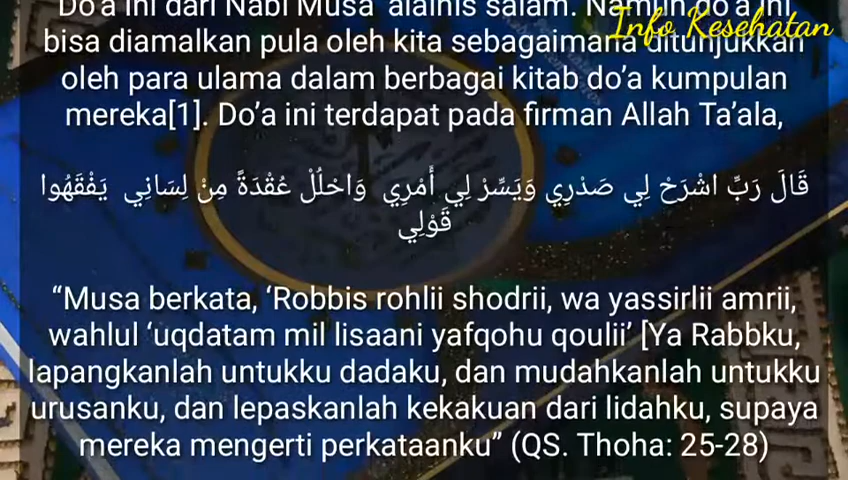 Do'a ini dari Nabi Musa 'alaihis salam. Namun do'a ini,
Info Kesehatan
bisa diamalkan pula oleh kita sebagaimana ditunjukkan
oleh para ulama dalam berbagai kitab do'a kumpulan
mereka[1]. Do'a ini terdapat pada firman Allah Ta'ala,
قَالَ رَبِّ اشْرَحْ لِي صَدْرِي وَيَسِّرْ لِي أَمْرِي وَاحْلُلْ عُقْدَةً مِنْ لِسَانِي يَفْقَهُوا
قَوْلِي
“Musa berkata, ‘Robbis rohlii shodrii, wa yassirlii amrii,
wahlul ‘uqdatam mil lisaani yafqohu qoulii’ [Ya Rabbku,
lapangkanlah untukku dadaku, dan mudahkanlah untukku
urusanku, dan lepaskanlah kekakuan dari lidahku, supaya
mereka mengerti perkataanku” (QS. Thoha: 25-28)